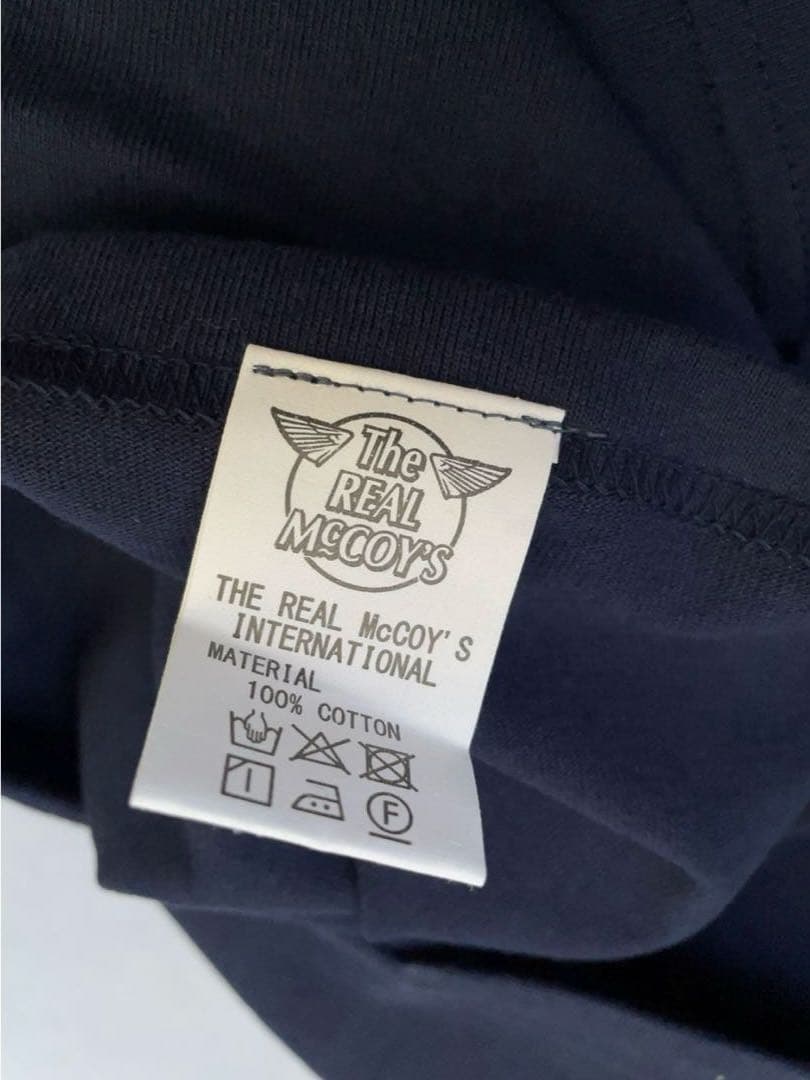 The
REAL
McCOY'S
THE REAL McCOY'S
INTERNATIONAL
MATERIAL
100% COTTON
F